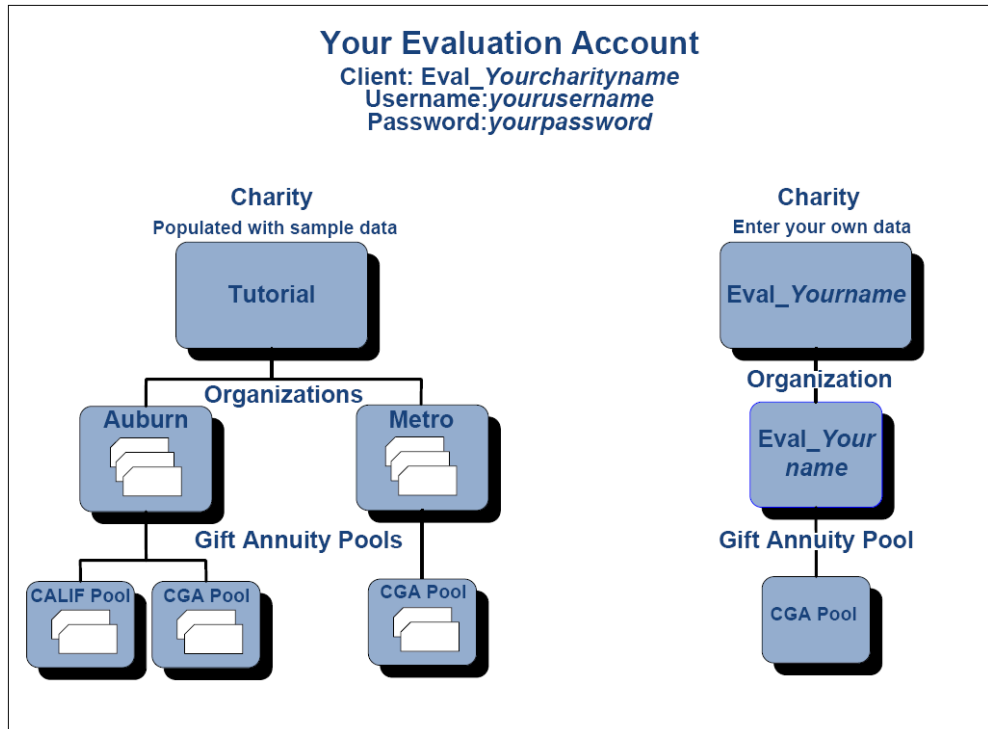 Your Evaluation Account
Client: Eval_Yourcharityname
Username:yourusername
Password:yourpassword
Charity
Populated with sample data
Tutorial
Organizations
Auburn
Metro
Gift Annuity Pools
CALIF Pool
CGA Pool
CGA Pool
Charity
Enter your own data
Eval_Yourname
Organization
Eval_Your
name
Gift Annuity Pool
CGA Pool